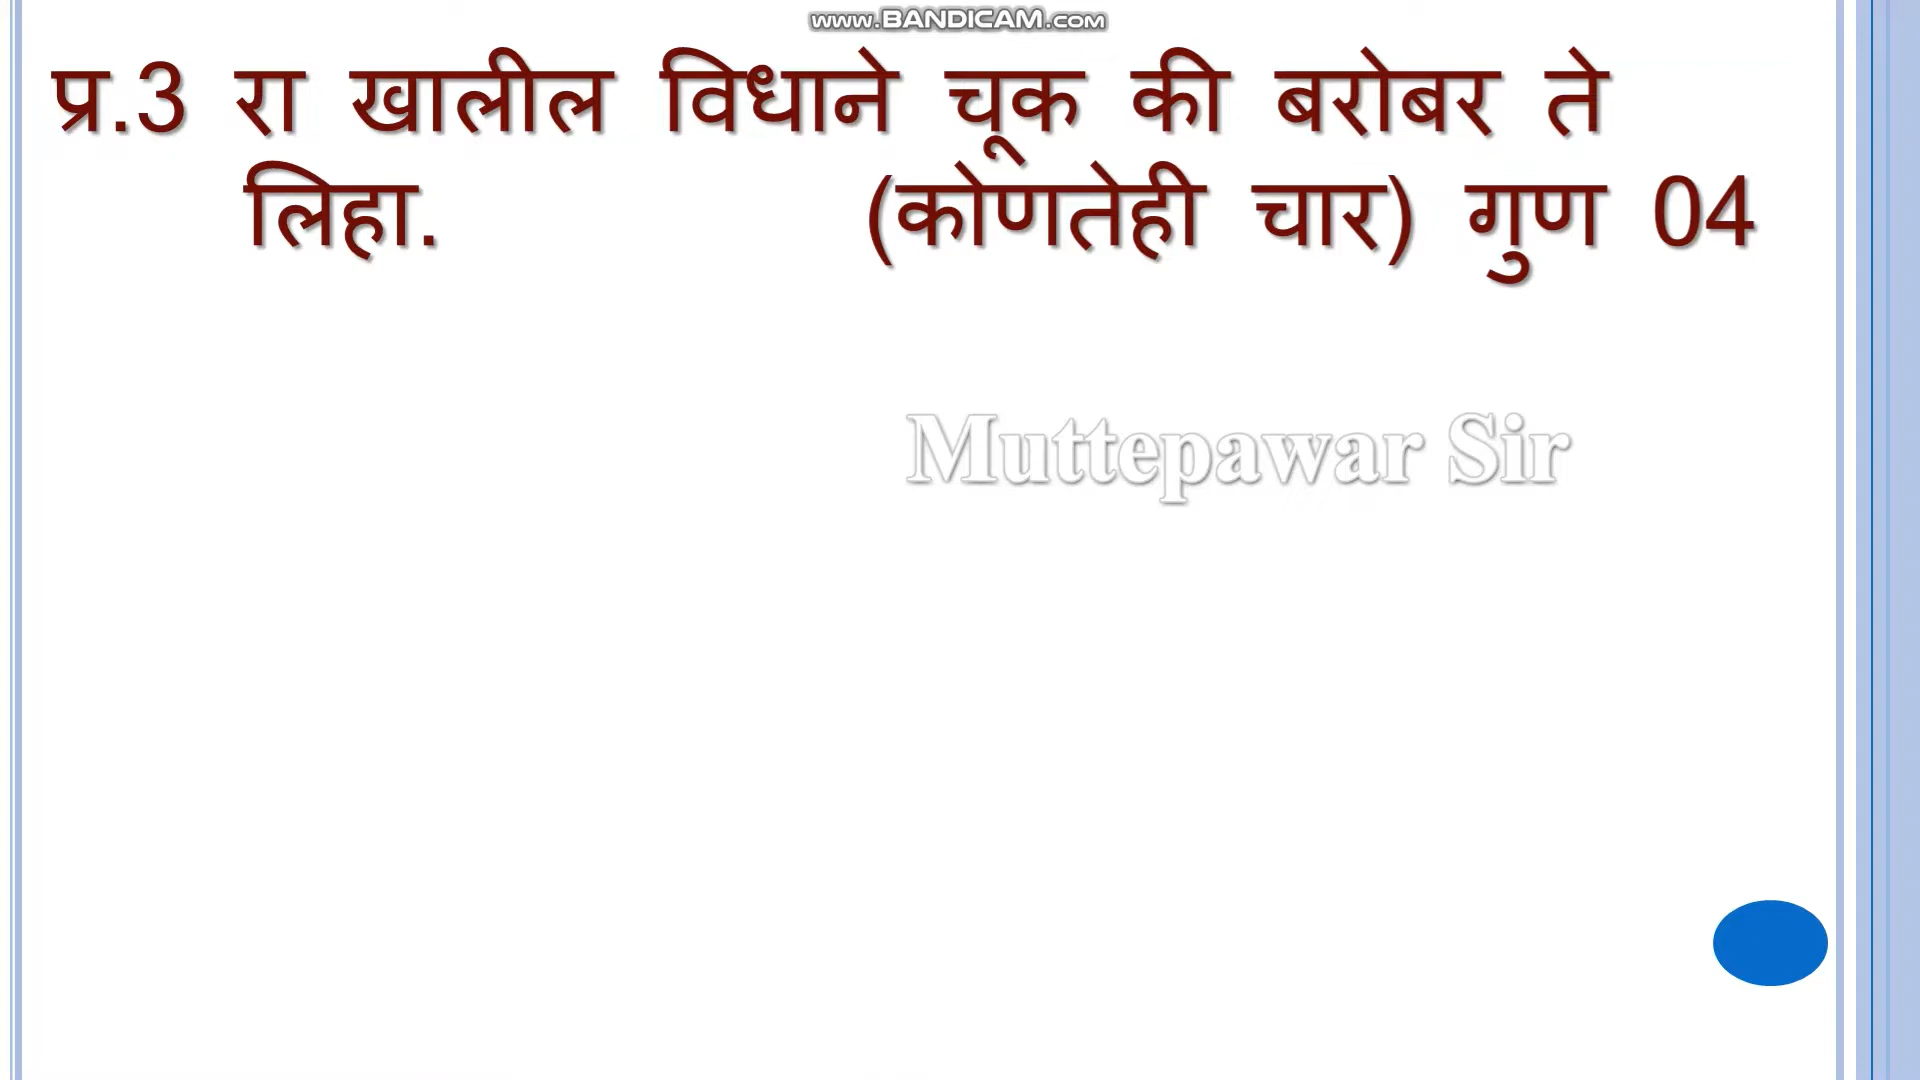 www.BANDICAM.com
प्र.3 रा खालील विधाने चूक की बरोबर ते
लिहा. (कोणतेही चार) गुण 04
Muttepawar Sir